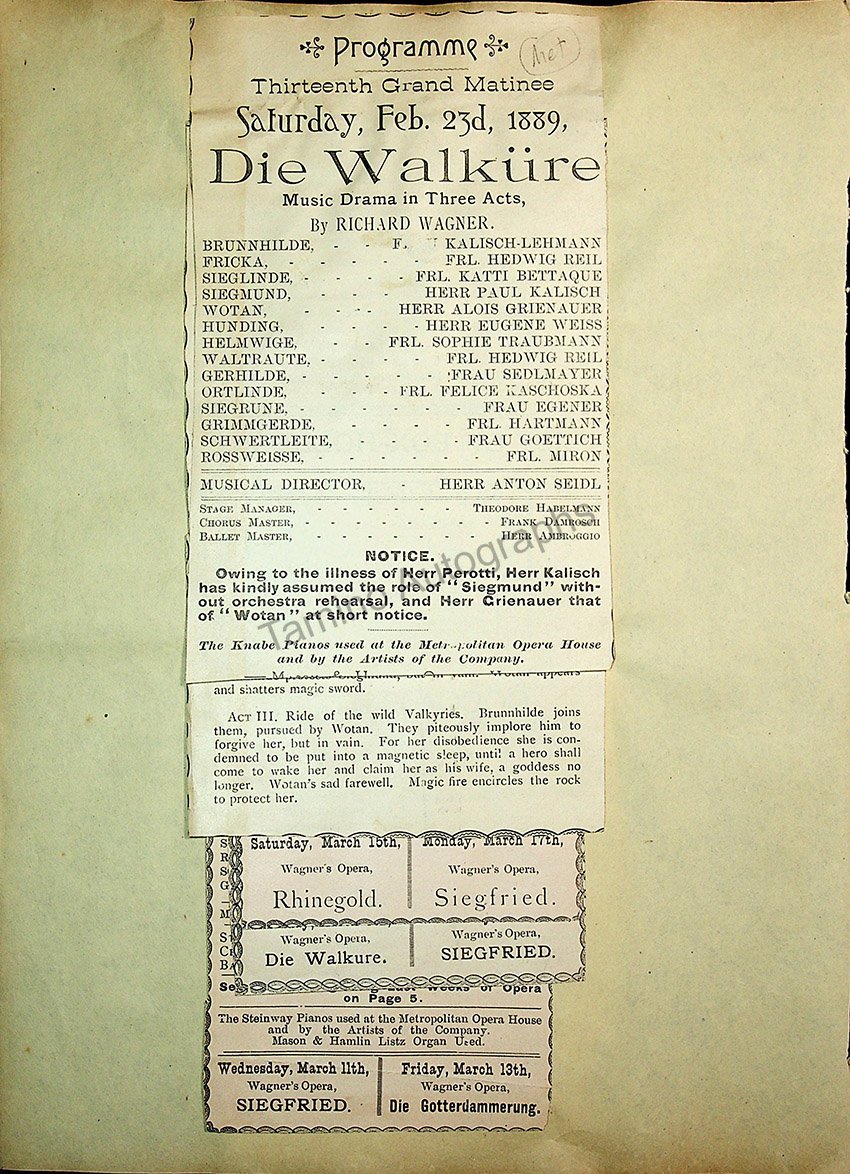 Programme
Met
Thirteenth Grand Matinee
Saturday, Feb. 23d, 1889,
Die Walküre
Music Drama in Three Acts,
By RICHARD WAGNER.
BRUNNHILDE, - - F. KALISCH-LEHMANN
FRICKA, - - - - - FRL. HEDWIG REIL
SIEGLINDE, - - - - FRL. KATTI BETTAQUE
SIEGMUND, - - - HERR PAUL KALISCH
WOTAN, - - - HERR ALOIS GRIENAUER
HUNDING, - - - - HERR EUGENE WEISS
HELMWIGE, - - FRL. SOPHIE TRAUBMANN
WALTRAUTE, - - - - FRL. HEDWIG REIL
GERHILDE, - - - - - FRAU SEDLMAYER
ORTLINDE, - - - FRL. FELICE KASCHOSKA
SIEGRUNE, - - - - - - FRAU EGENER
GRIMMGERDE, - - - - FRL. HARTMANN
SCHWERTLEITE, - - - - FRAU GOETTICH
ROSSWEISSE, - - - - - - FRL. MIRON
MUSICAL DIRECTOR, - HERR ANTON SEIDL
STAGE MANAGER, - - - - - - THEODORE HABELMANN
CHORUS MASTER, - - - - - - - - FRANK DAMROSCH
BALLET MASTER, - - - - - - - HERR AMBROGGIO
NOTICE.
Owing to the illness of Herr Perotti, Herr Kalisch
has kindly assumed the role of "Siegmund" with-
out orchestra rehearsal, and Herr Grienauer that
of "Wotan" at short notice.
Tamino Autographs
The Knabe Pianos used at the Metropolitan Opera House
and by the Artists of the Company.
Wotan appears
and shatters magic sword.
ACT III. Ride of the wild Valkyries. Brunnhilde joins
them, pursued by Wotan. They piteously implore him to
forgive her, but in vain. For her disobedience she is con-
demned to be put into a magnetic sleep, until a hero shall
come to wake her and claim her as his wife, a goddess no
longer. Wotan's sad farewell. Magic fire encircles the rock
to protect her.
Saturday, March 15th,
Wagner's Opera,
Rhinegold.
Monday, March 17th,
Wagner's Opera,
Siegfried.
Wagner's Opera,
Die Walkure.
Wagner's Opera,
SIEGFRIED.
Weeks of Opera
on Page 5.
The Steinway Pianos used at the Metropolitan Opera House
and by the Artists of the Company.
Mason & Hamlin Listz Organ Used.
Wednesday, March 11th,
Wagner's Opera,
SIEGFRIED.
Friday, March 13th,
Wagner's Opera,
Die Gotterdammerung.